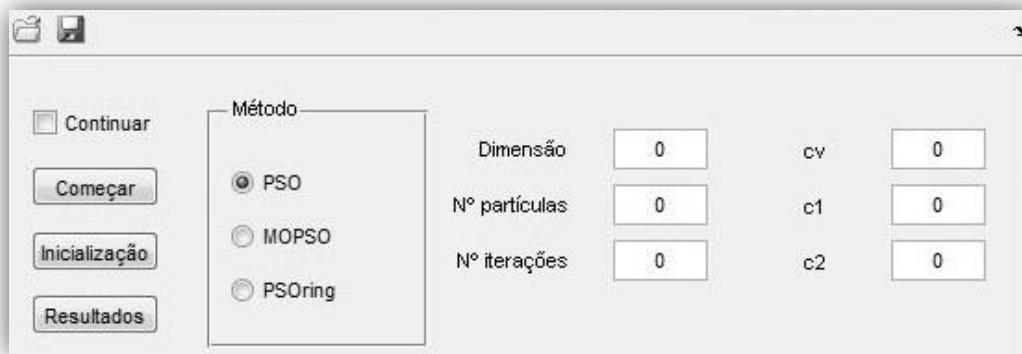 Continuar
Começar
Inicialização
Resultados
Método
PSO
MOPSO
PSOring
Dimensão 0
Nº partículas 0
Nº iterações 0
cv 0
c1 0
c2 0